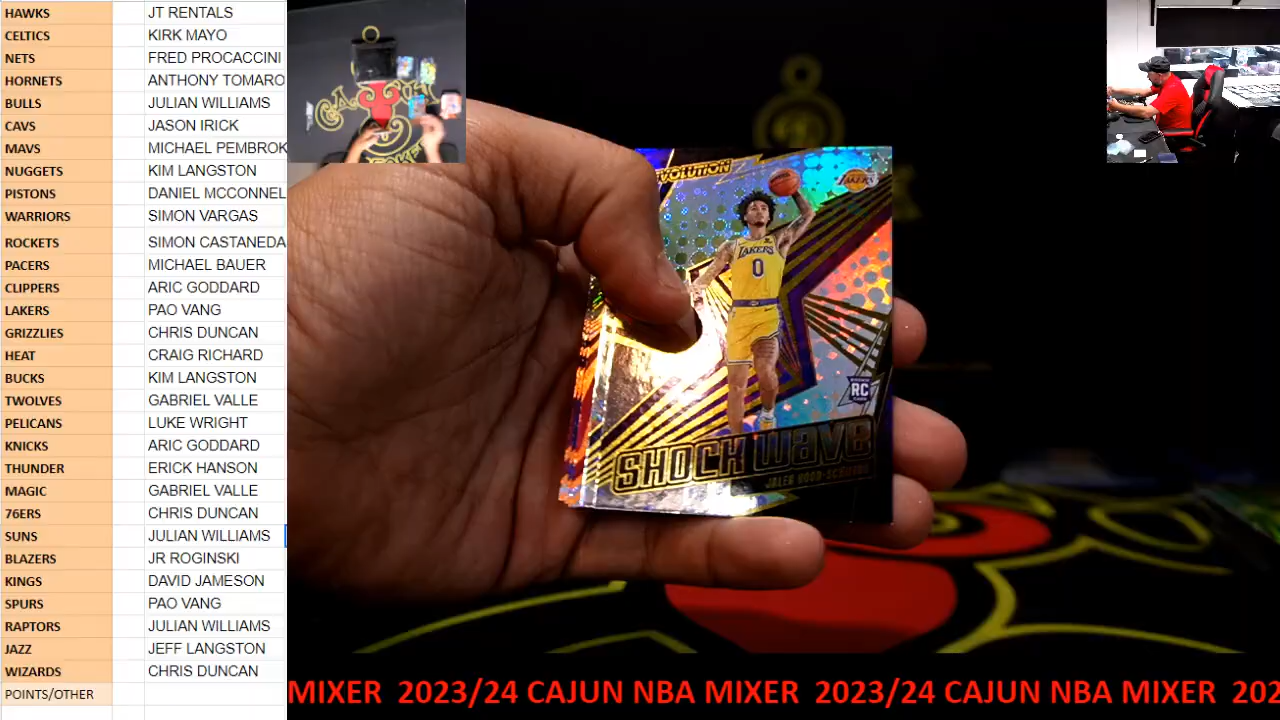 HAWKS JT RENTALS
CELTICS KIRK MAYO
NETS FRED PROCACCINI
HORNETS ANTHONY TOMARO
BULLS JULIAN WILLIAMS
CAVS JASON IRICK
MAVS MICHAEL PEMBROK
NUGGETS KIM LANGSTON
PISTONS DANIEL MCCONNEL
WARRIORS SIMON VARGAS
ROCKETS SIMON CASTANEDA
PACERS MICHAEL BAUER
CLIPPERS ARIC GODDARD
LAKERS PAO VANG
GRIZZLIES CHRIS DUNCAN
HEAT CRAIG RICHARD
BUCKS KIM LANGSTON
TWOLVES GABRIEL VALLE
PELICANS LUKE WRIGHT
KNICKS ARIC GODDARD
THUNDER ERICK HANSON
MAGIC GABRIEL VALLE
76ERS CHRIS DUNCAN
SUNS JULIAN WILLIAMS
BLAZERS JR ROGINSKI
KINGS DAVID JAMESON
SPURS PAO VANG
RAPTORS JULIAN WILLIAMS
JAZZ JEFF LANGSTON
WIZARDS CHRIS DUNCAN
POINTS/OTHER
VOLUTION
LAKERS
LAKERS
0
RC
SHOCK WAVE
JALEN HOOD-SCHIFINO
MIXER 2023/24 CAJUN NBA MIXER 2023/24 CAJUN NBA MIXER 202